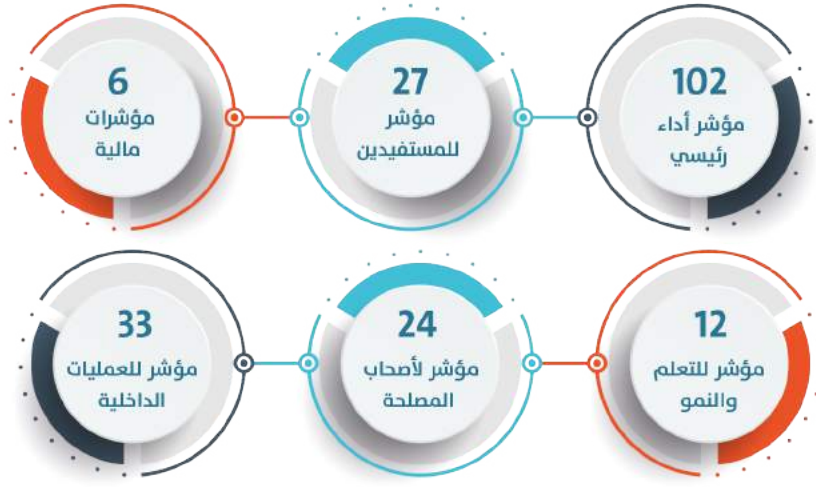 102
مؤشر أداء
رئيسي
27
مؤشر
للمستفيدين
6
مؤشرات
مالية
12
مؤشر للتعلم
والنمو
24
مؤشر لأصحاب
المصلحة
33
مؤشر للعمليات
الداخلية